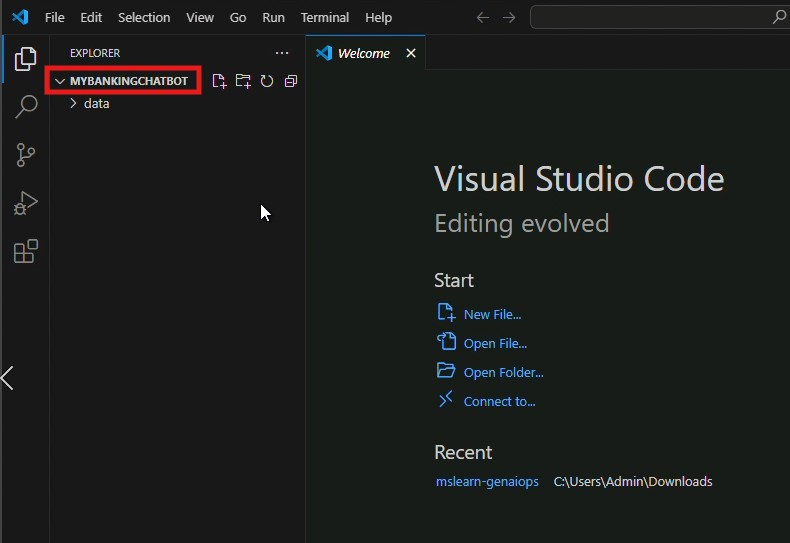 File Edit Selection View Go Run Terminal Help
EXPLORER
Welcome
MYBANKINGCHATBOT
data
Visual Studio Code
Editing evolved
Start
New File...
Open File...
Open Folder...
Connect to...
Recent
mslearn-genaiops C:\Users\Admin\Downloads